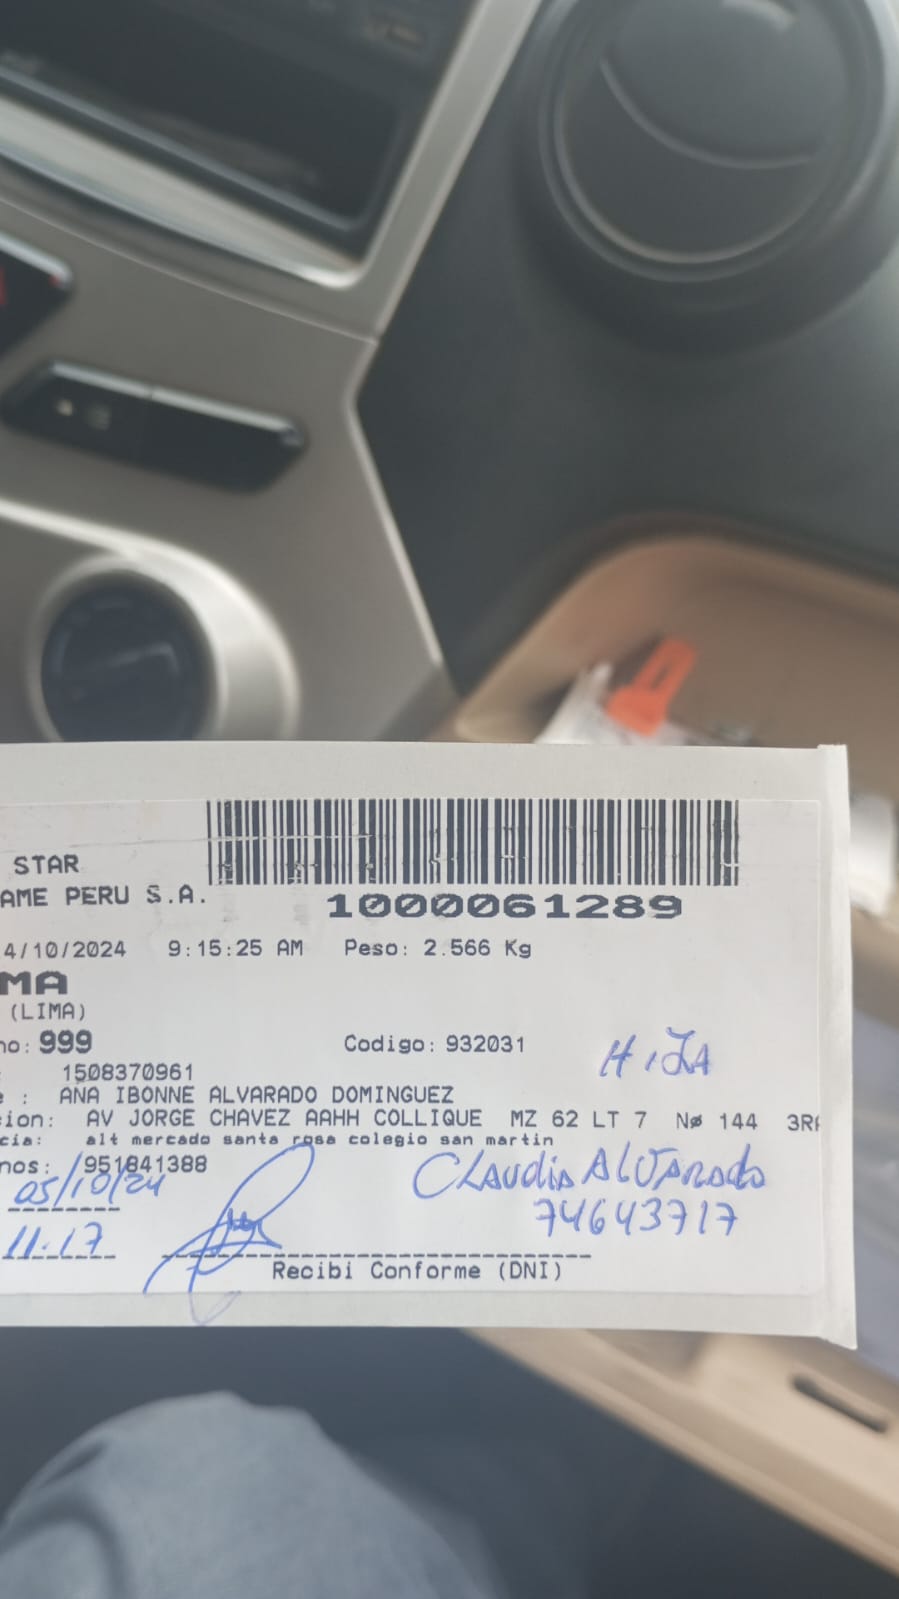 STAR
AME PERU S.A.
1000061289
4/10/2024 9:15:25 AM Peso: 2.566 Kg
MA
(LIMA)
no: 999 Codigo: 932031
HIJA
: 1508370961
e : ANA IBONNE ALVARADO DOMINGUEZ
ion: AV JORGE CHAVEZ AAHH COLLIQUE MZ 62 LT 7 Nø 144 3RA
cia: alt mercado santa rosa colegio san martin
nos: 951841388
05/10/24 Claudia Alvarado
11:17 74643717
Recibi Conforme (DNI)